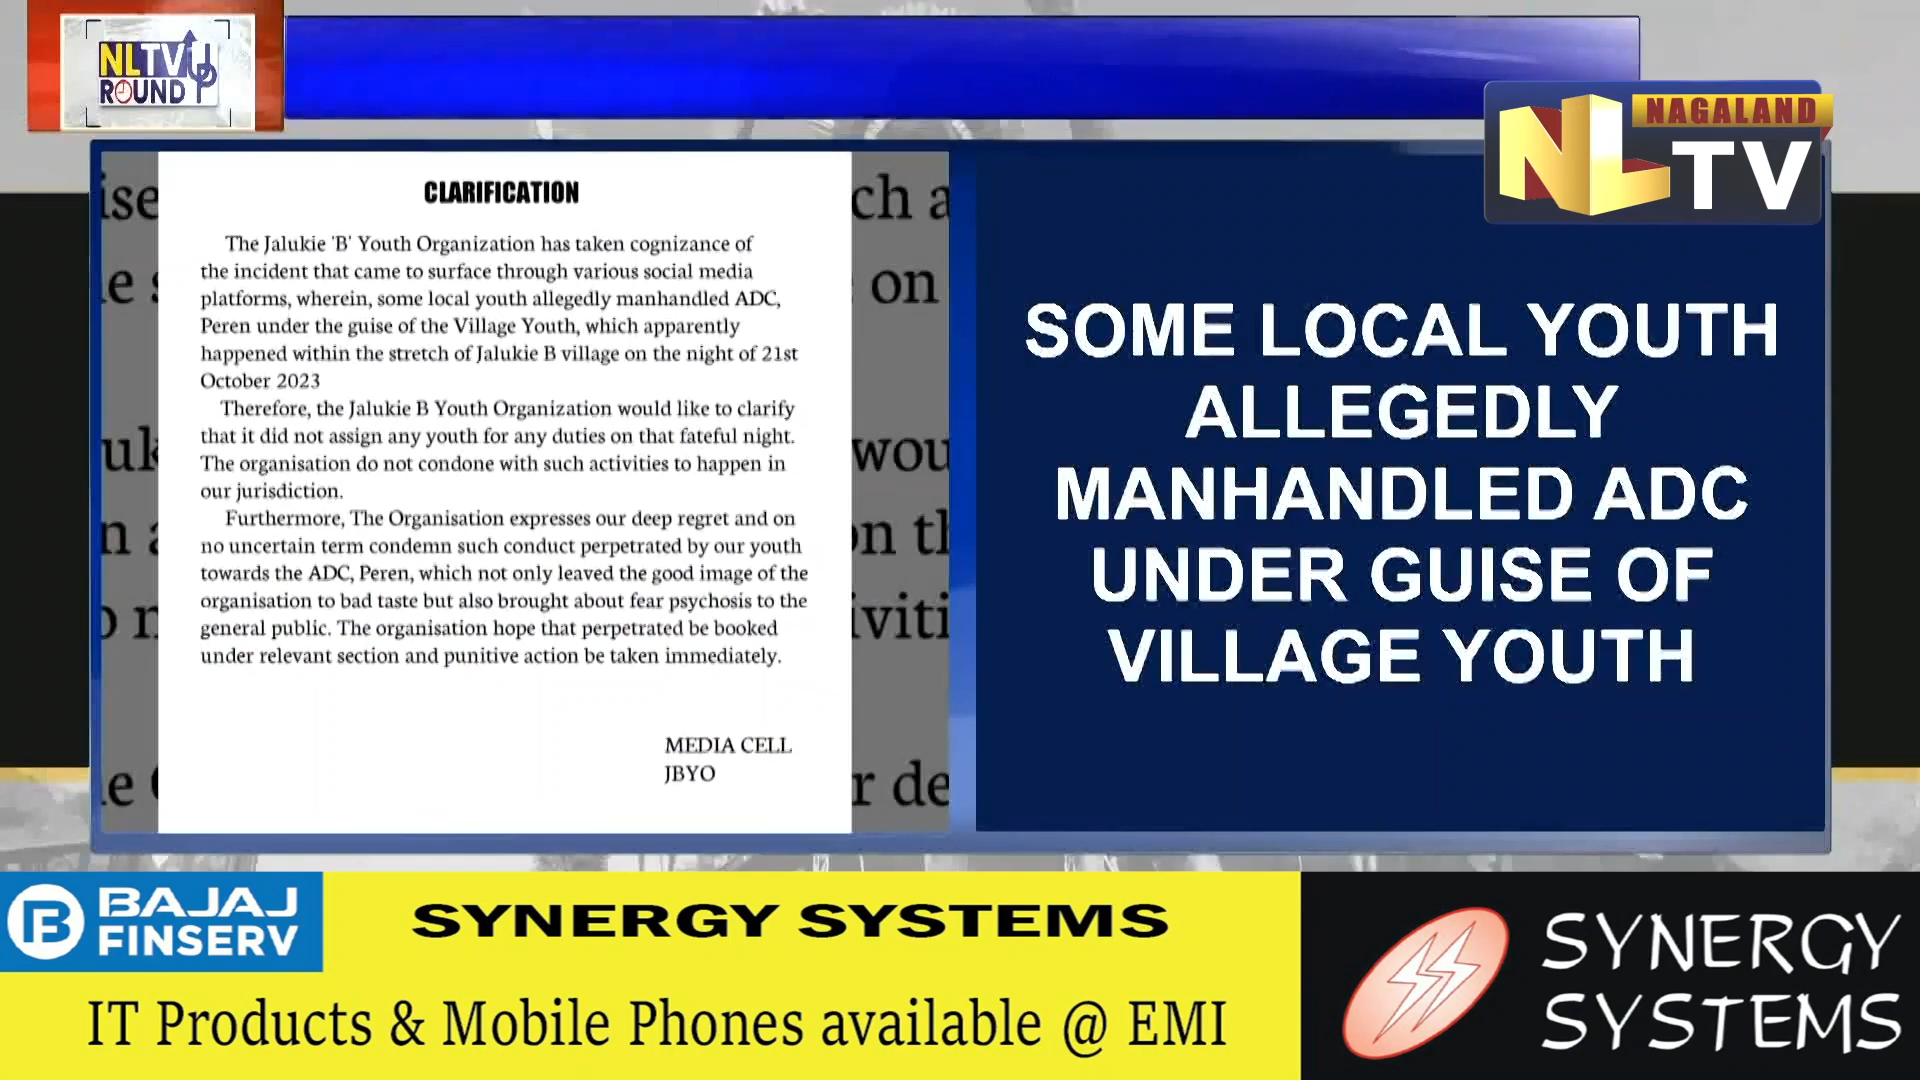 NLTV UP
ROUND
NAGALAND
NL TV
CLARIFICATION
The Jalukie 'B' Youth Organization has taken cognizance of
the incident that came to surface through various social media
platforms, wherein, some local youth allegedly manhandled ADC,
Peren under the guise of the Village Youth, which apparently
happened within the stretch of Jalukie B village on the night of 21st
October 2023
Therefore, the Jalukie B Youth Organization would like to clarify
that it did not assign any youth for any duties on that fateful night.
The organisation do not condone with such activities to happen in
our jurisdiction.
Furthermore, The Organisation expresses our deep regret and on
no uncertain term condemn such conduct perpetrated by our youth
towards the ADC, Peren, which not only leaved the good image of the
organisation to bad taste but also brought about fear psychosis to the
general public. The organisation hope that perpetrated be booked
under relevant section and punitive action be taken immediately.
MEDIA CELL
JBYO
SOME LOCAL YOUTH
ALLEGEDLY
MANHANDLED ADC
UNDER GUISE OF
VILLAGE YOUTH
BAJAJ
FINSERV
SYNERGY SYSTEMS
IT Products & Mobile Phones available @ EMI
SYNERGY
SYSTEMS